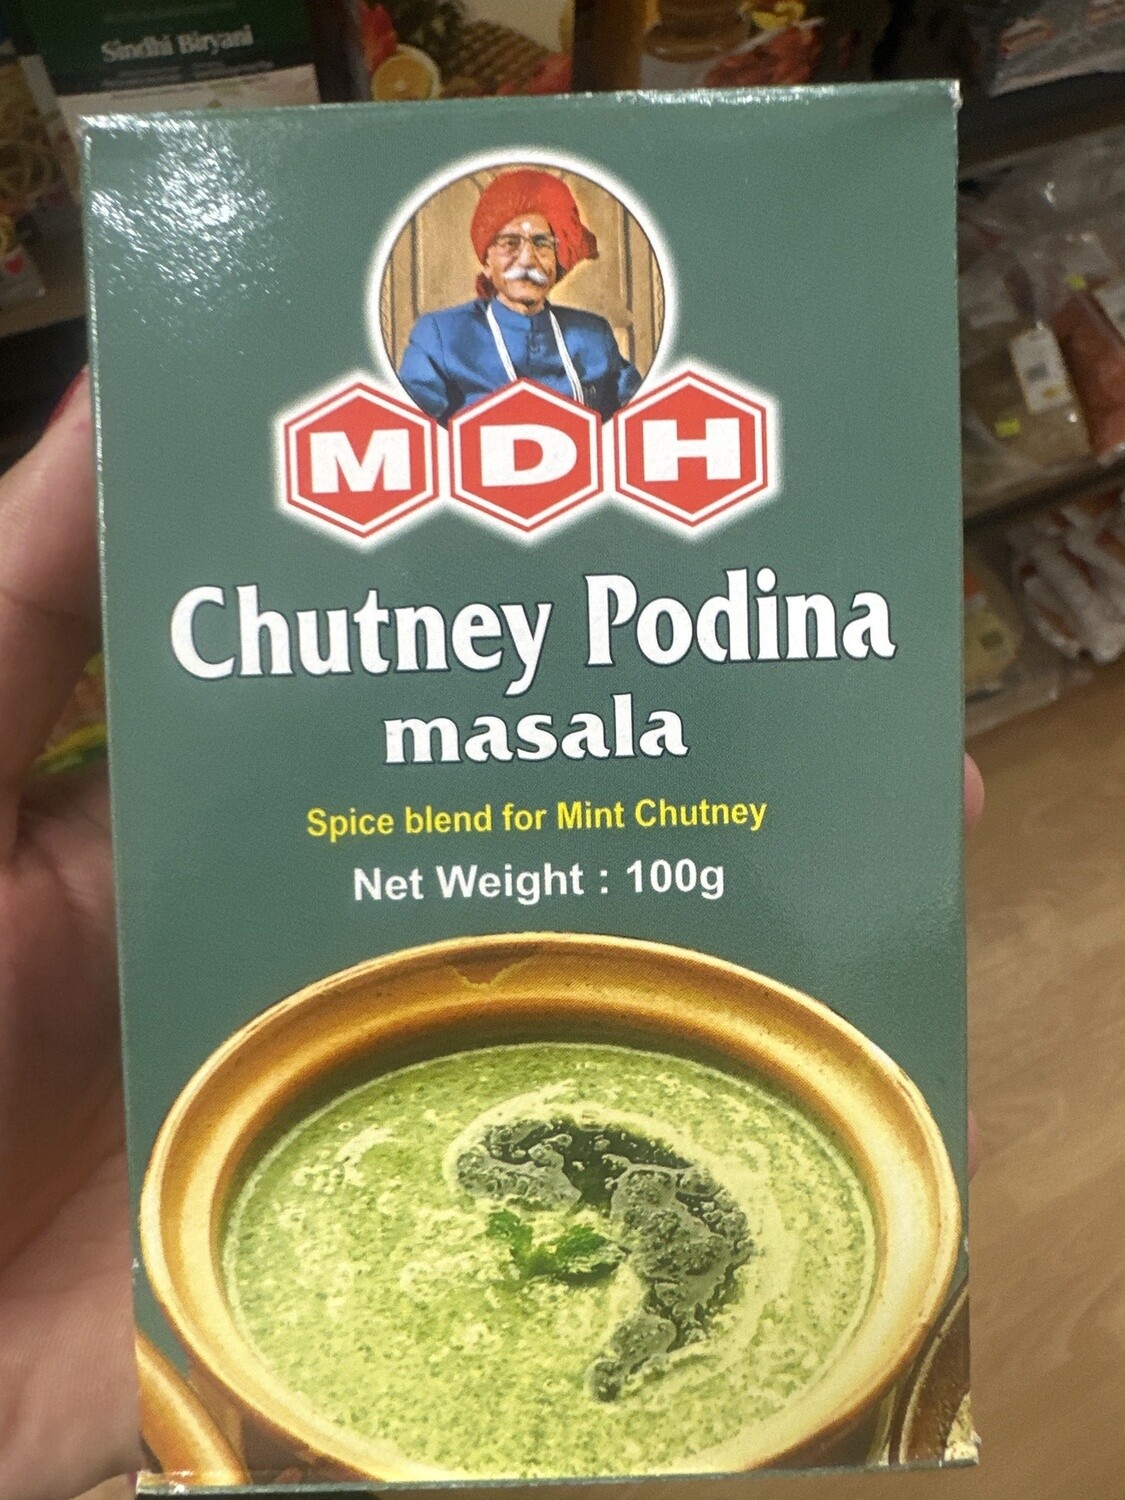 Sindhi Biryani
MDH
Chutney Podina
masala
Spice blend for Mint Chutney
Net Weight : 100g